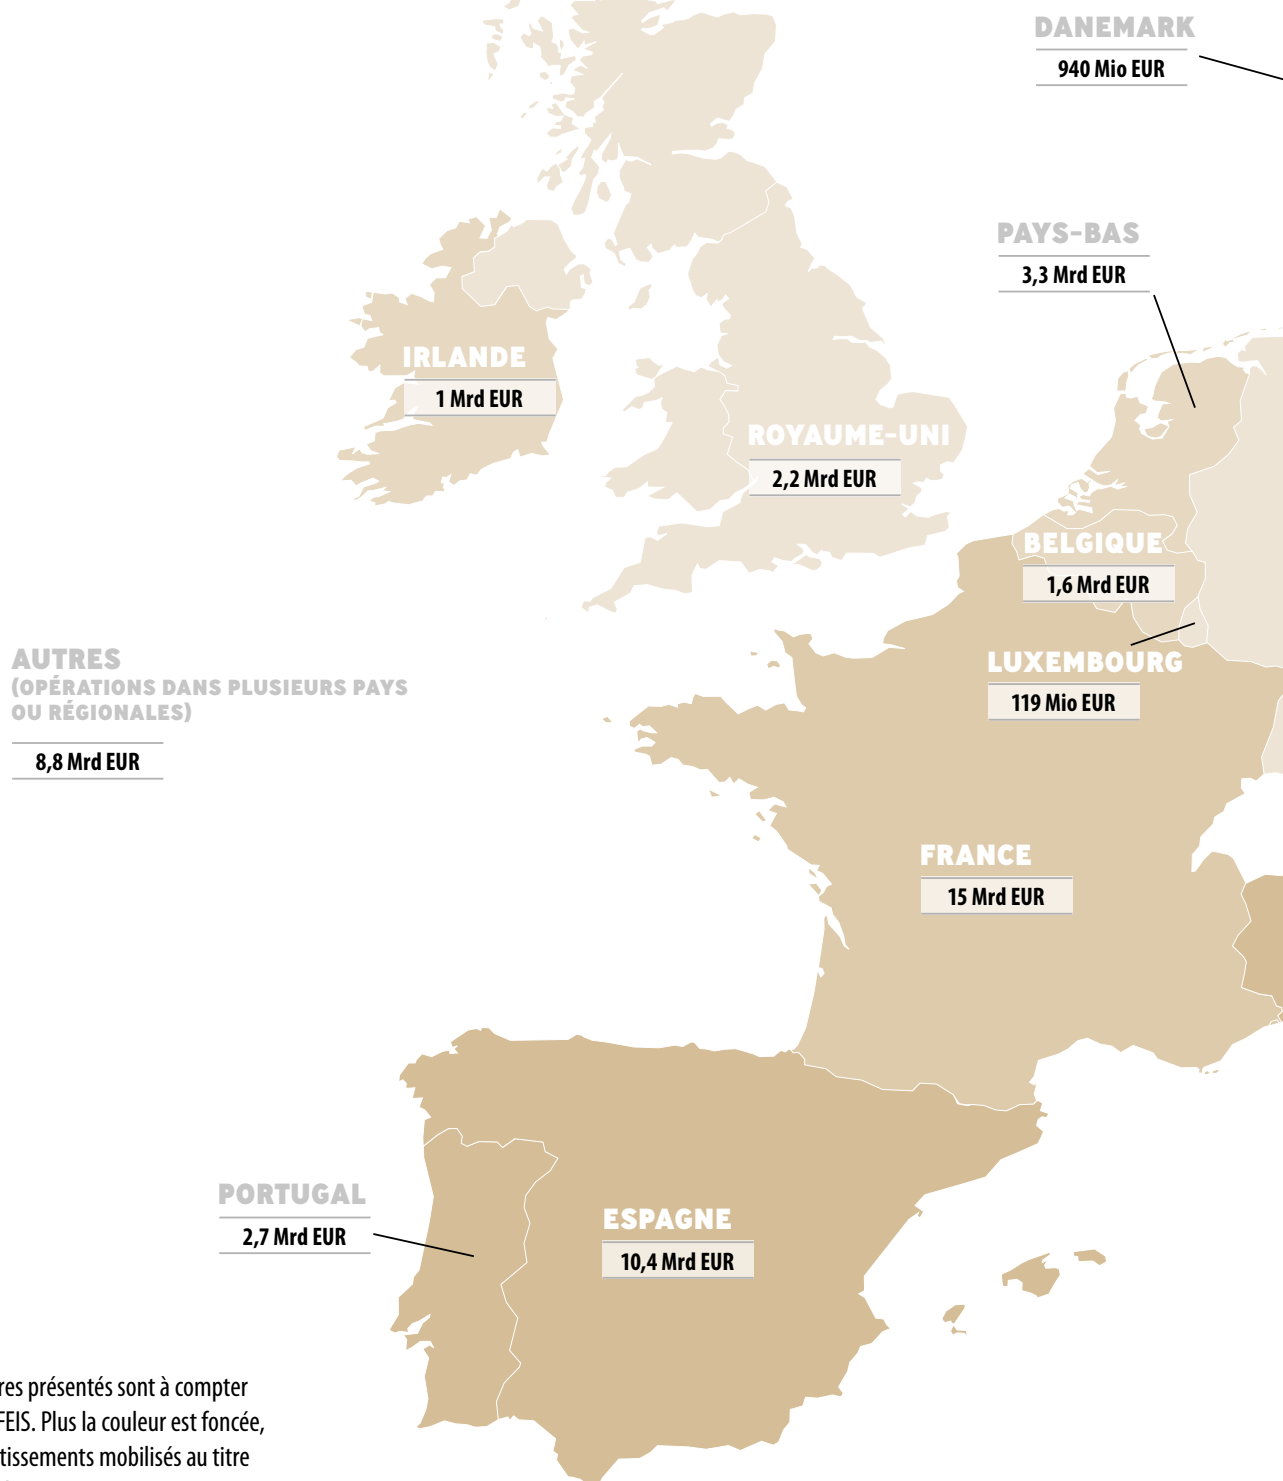 DANEMARK
940 Mio EUR
PAYS-BAS
3,3 Mrd EUR
IRLANDE
1 Mrd EUR
ROYAUME-UNI
2,2 Mrd EUR
BELGIQUE
1,6 Mrd EUR
LUXEMBOURG
119 Mio EUR
AUTRES
(OPÉRATIONS DANS PLUSIEURS PAYS
OU RÉGIONALES)
8,8 Mrd EUR
FRANCE
15 Mrd EUR
PORTUGAL
2,7 Mrd EUR
ESPAGNE
10,4 Mrd EUR
res présentés sont à compter
FEIS. Plus la couleur est foncée,
tissements mobilisés au titre